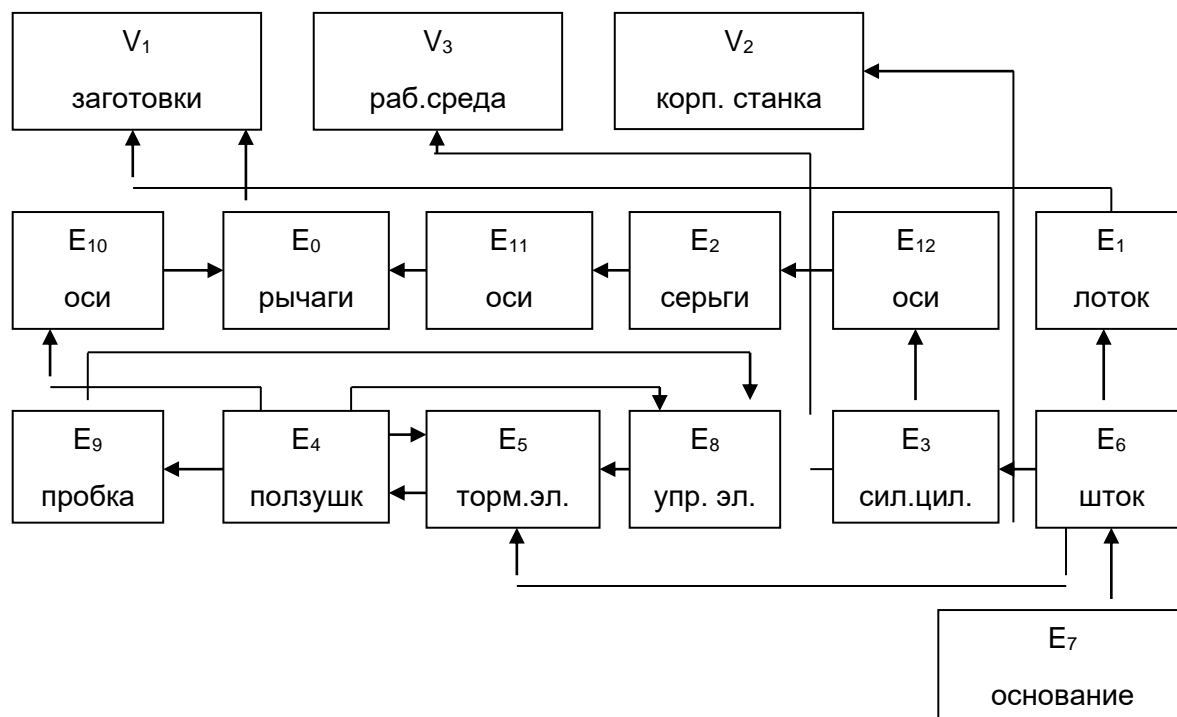 V₁
заготовки
V₃
раб.среда
V₂
корп. станка
E₁₀
оси
E₀
рычаги
E₁₁
оси
E₂
серьги
E₁₂
оси
E₁
лоток
E₉
пробка
E₄
ползушк
E₅
торм.эл.
E₈
упр. эл.
E₃
сил.цил.
E₆
шток
E₇
основание